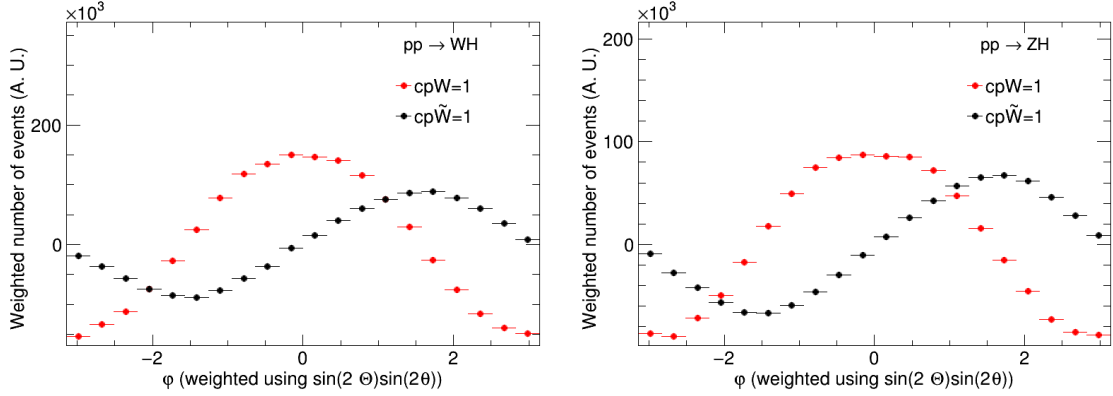 ×10³
Weighted number of events (A. U.)
200
0
−2
0
2
φ (weighted using sin(2 Θ)sin(2θ))
pp → WH
cpW=1
cpW̃=1
×10³
Weighted number of events (A. U.)
200
100
0
−2
0
2
φ (weighted using sin(2 Θ)sin(2θ))
pp → ZH
cpW=1
cpW̃=1